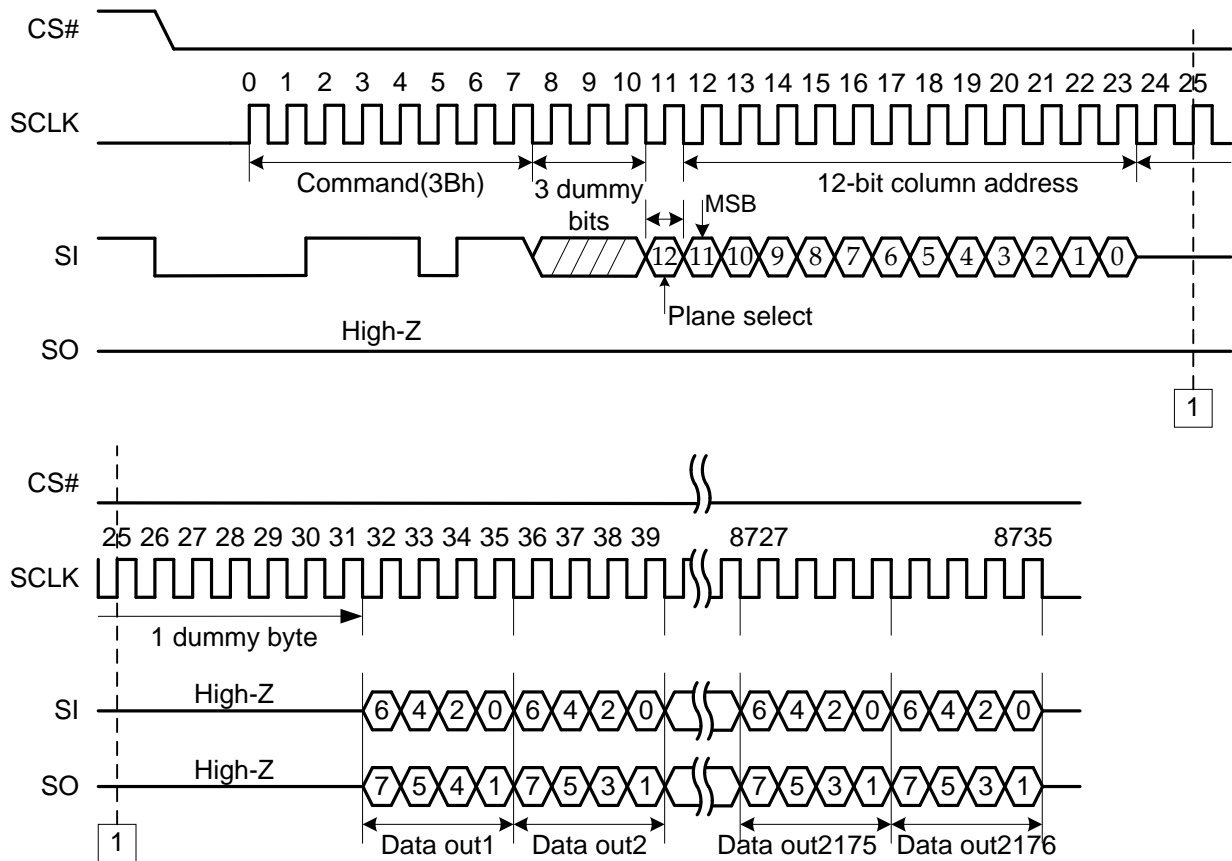 CS#
0 1 2 3 4 5 6 7 8 9 10 11 12 13 14 15 16 17 18 19 20 21 22 23 24 25
SCLK
Command(3Bh)
3 dummy
bits
12-bit column address
MSB
SI
12 11 10 9 8 7 6 5 4 3 2 1 0
Plane select
High-Z
SO
1
CS#
25 26 27 28 29 30 31 32 33 34 35 36 37 38 39 8727 8735
SCLK
1 dummy byte
High-Z
SI
6 4 2 0 6 4 2 0 6 4 2 0 6 4 2 0
High-Z
SO
7 5 4 1 7 5 3 1 7 5 3 1 7 5 3 1
1
Data out1 Data out2 Data out2175 Data out2176